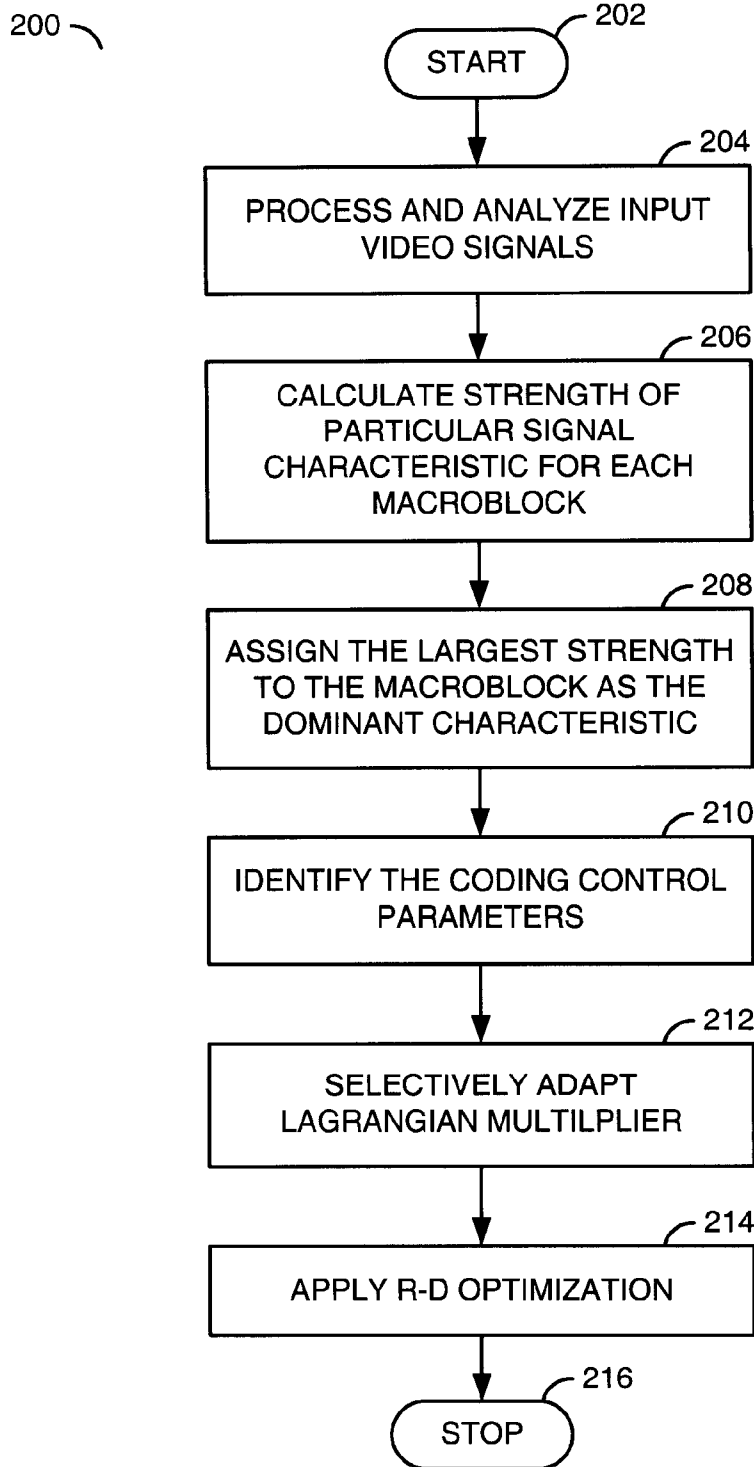 200
202
START
204
PROCESS AND ANALYZE INPUT
VIDEO SIGNALS
206
CALCULATE STRENGTH OF
PARTICULAR SIGNAL
CHARACTERISTIC FOR EACH
MACROBLOCK
208
ASSIGN THE LARGEST STRENGTH
TO THE MACROBLOCK AS THE
DOMINANT CHARACTERISTIC
210
IDENTIFY THE CODING CONTROL
PARAMETERS
212
SELECTIVELY ADAPT
LAGRANGIAN MULTILPLIER
214
APPLY R-D OPTIMIZATION
216
STOP